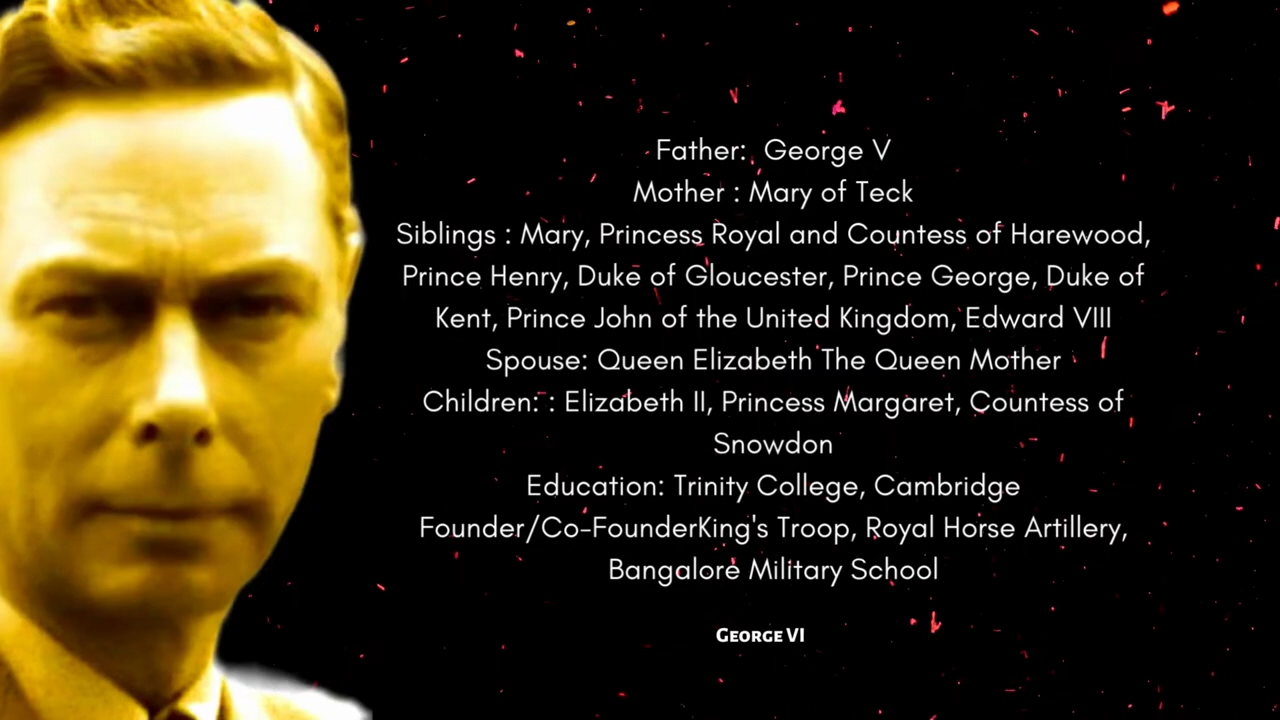 Father:  George V
Mother : Mary of Teck
Siblings : Mary, Princess Royal and Countess of Harewood,
Prince Henry, Duke of Gloucester, Prince George, Duke of
Kent, Prince John of the United Kingdom, Edward VIII
Spouse: Queen Elizabeth The Queen Mother
Children: : Elizabeth II, Princess Margaret, Countess of
Snowdon
Education: Trinity College, Cambridge
Founder/Co-FounderKing's Troop, Royal Horse Artillery,
Bangalore Military School
George VI